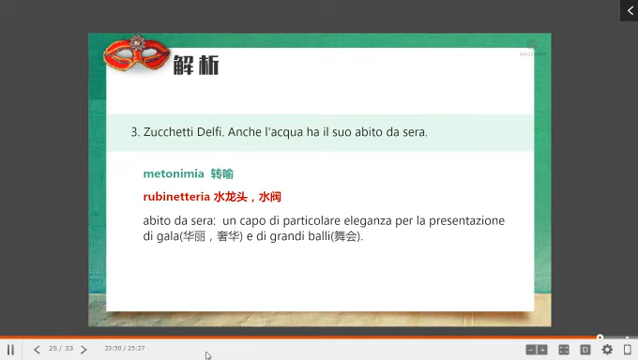 解析
3. Zucchetti Delfi. Anche l'acqua ha il suo abito da sera.
metonimia 转喻
rubinetteria 水龙头，水阀
abito da sera: un capo di particolare eleganza per la presentazione
di gala(华丽，奢华) e di grandi balli(舞会).
25 / 33
23:50 / 25:27
D